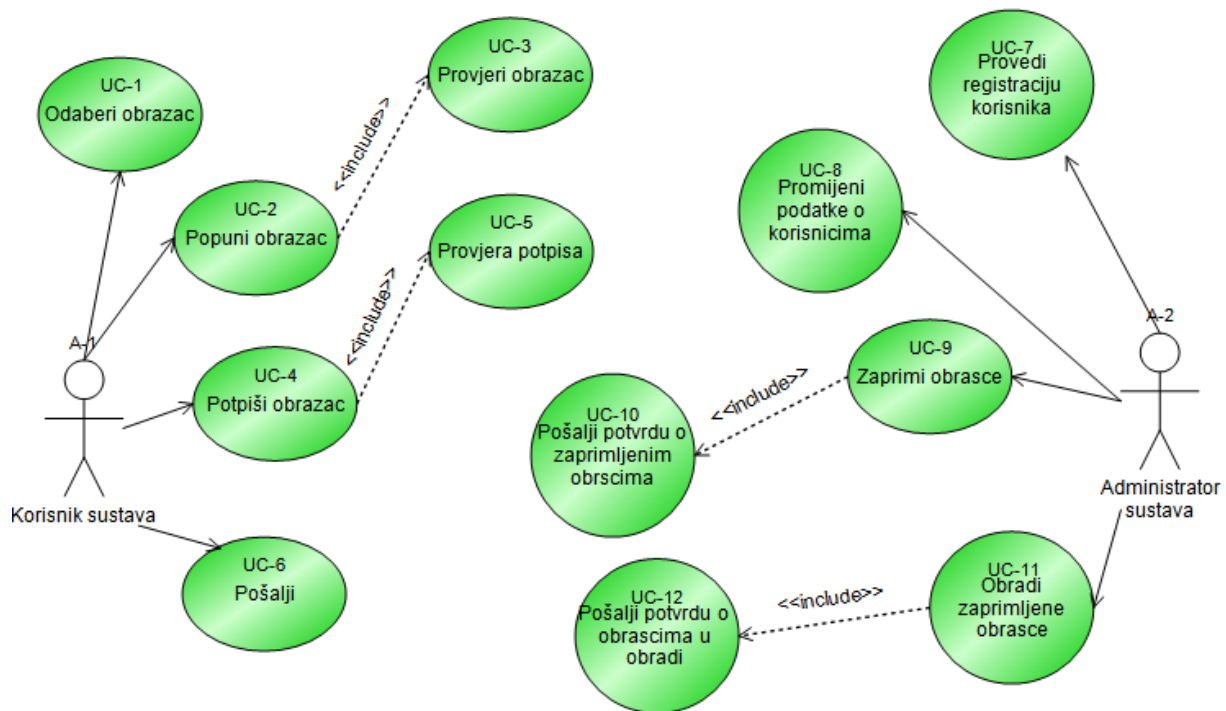 UC-1
Odaberi obrazac
UC-2
Popuni obrazac
<<include>>
UC-3
Provjeri obrazac
UC-4
Potpiši obrazac
<<include>>
UC-5
Provjera potpisa
UC-6
Pošalji
A-1
Korisnik sustava
UC-7
Provedi
registraciju
korisnika
UC-8
Promijeni
podatke o
korisnicima
UC-9
Zaprimi obrasce
<<include>>
UC-10
Pošalji potvrdu o
zaprimljenim
obrscima
UC-11
Obradi
zaprimljene
obrasce
<<include>>
UC-12
Pošalji potvrdu o
obrascima u
obradi
A-2
Administrator
sustava